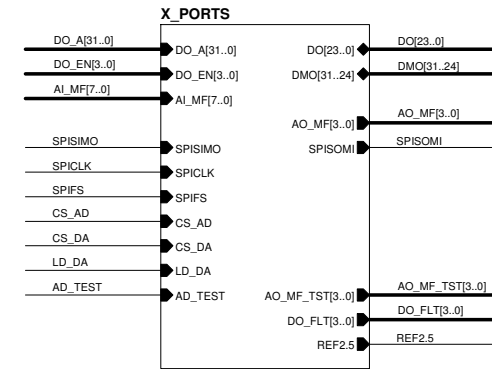 X_PORTS
DO_A[31..0] DO_A[31..0] DO[23..0] DO[23..0]
DO_EN[3..0] DO_EN[3..0] DMO[31..24] DMO[31..24]
AI_MF[7..0] AI_MF[7..0]
AO_MF[3..0] AO_MF[3..0]
SPISIMO SPISIMO SPISOMI SPISOMI
SPICLK SPICLK
SPIFS SPIFS
CS_AD CS_AD
CS_DA CS_DA
LD_DA LD_DA
AD_TEST AD_TEST AO_MF_TST[3..0] AO_MF_TST[3..0]
DO_FLT[3..0] DO_FLT[3..0]
REF2.5 REF2.5